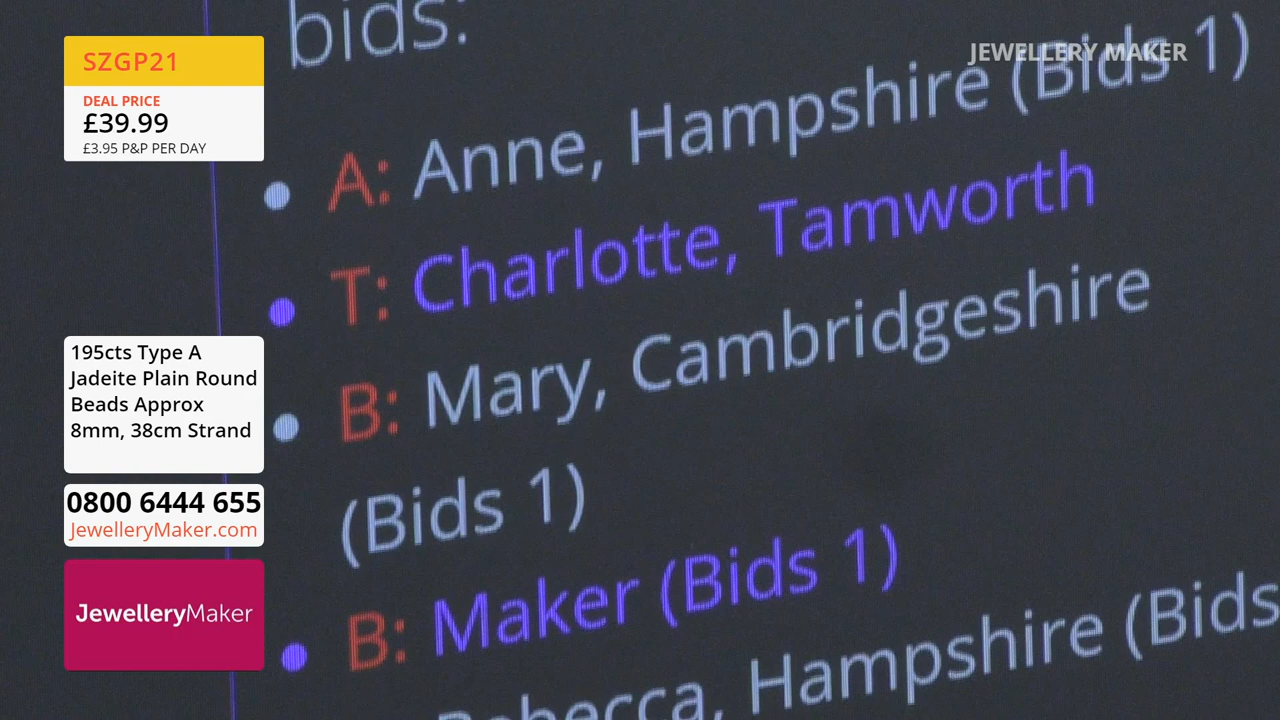 SZGP21
DEAL PRICE
£39.99
£3.95 P&P PER DAY
195cts Type A
Jadeite Plain Round
Beads Approx
8mm, 38cm Strand
0800 6444 655
JewelleryMaker.com
JewelleryMaker
JEWELLERY MAKER
bids:
A: Anne, Hampshire (Bids 1)
T: Charlotte, Tamworth
B: Mary, Cambridgeshire
(Bids 1)
B: Maker (Bids 1)
Rebecca, Hampshire (Bids